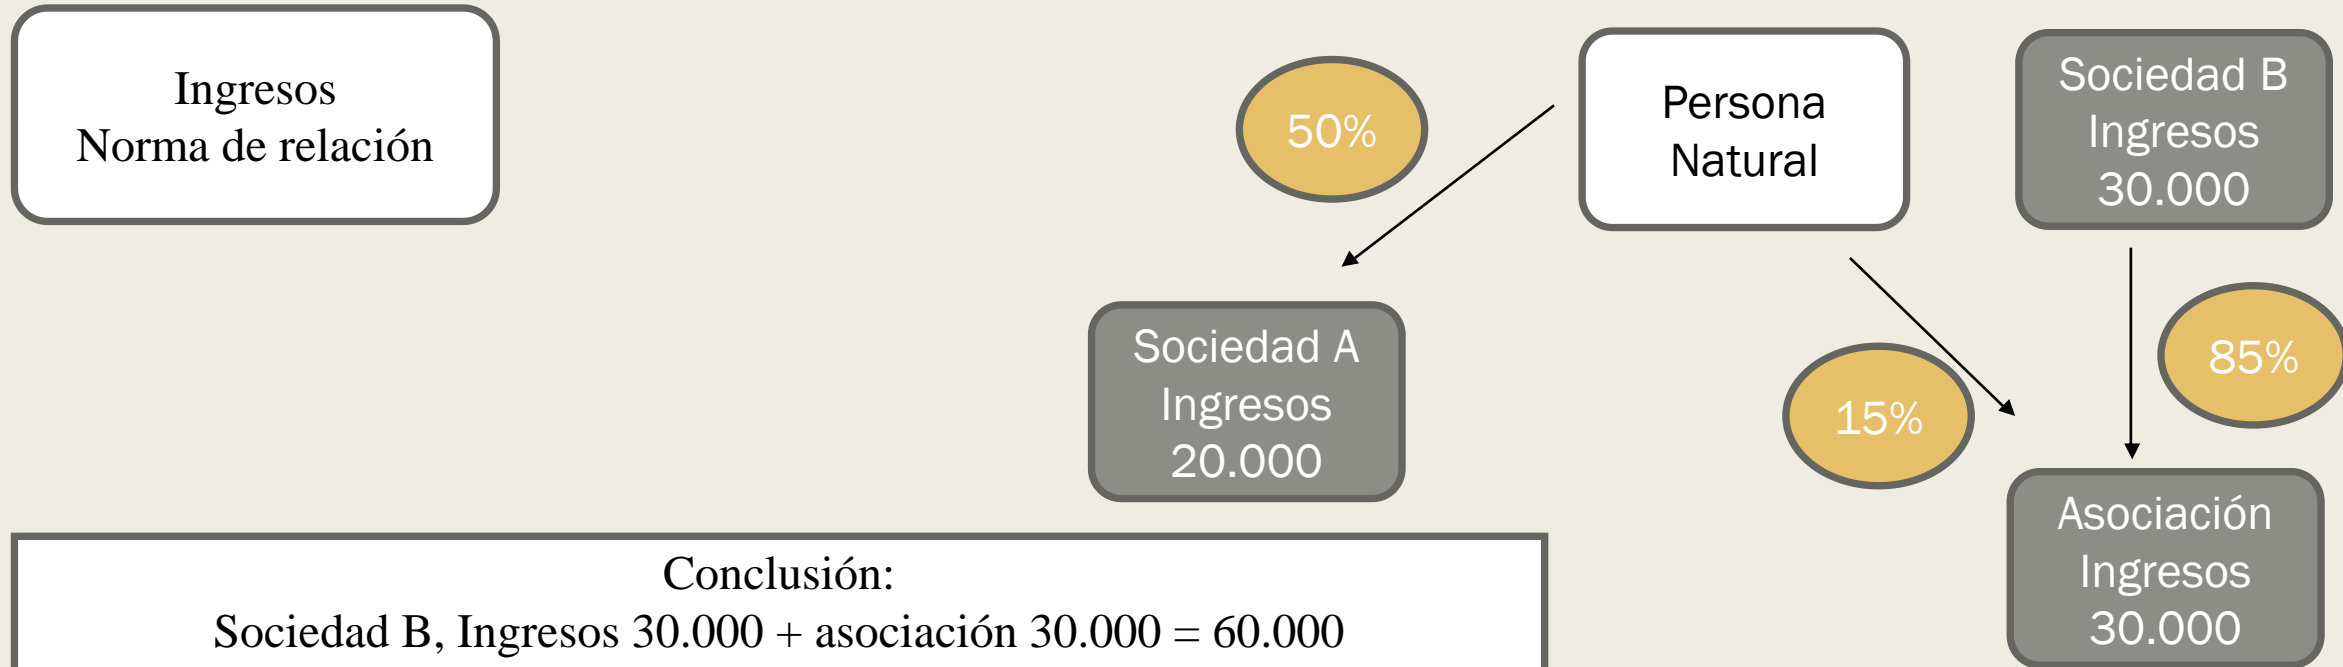 Ingresos
Norma de relación
50%
Persona
Natural
Sociedad B
Ingresos
30.000
Sociedad A
Ingresos
20.000
15%
85%
Asociación
Ingresos
30.000
Conclusión:
Sociedad B, Ingresos 30.000 + asociación 30.000 = 60.000